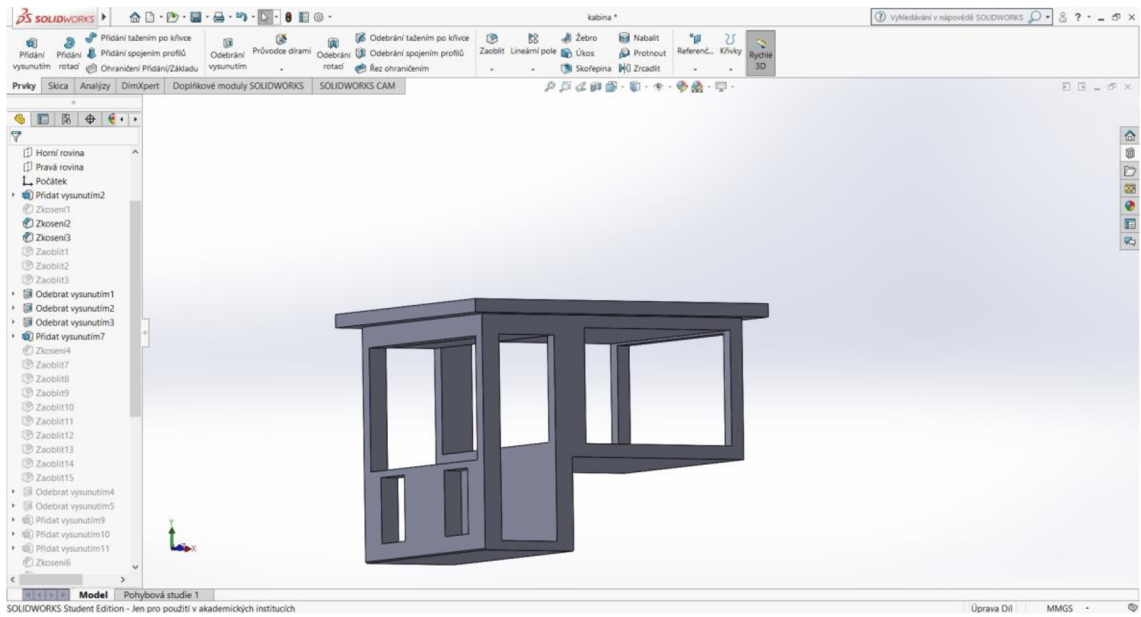 SOLIDWORKS
kabina *
Vyhledávání v nápovědě SOLIDWORKS
Přidání vysunutím
Přidání rotací
Přidání tažením po křivce
Přidání spojením profilů
Ohraničení Přidání/Základu
Odebrání vysunutím
Průvodce dírami
Odebrání rotací
Odebrání tažením po křivce
Odebrání spojením profilů
Řez ohraničením
Zaoblit
Lineární pole
Žebro
Úkos
Skořepina
Nabalit
Protnout
Zrcadlit
Referenč...
Křivky
Rychlé 3D
Prvky
Skica
Analýzy
DimXpert
Doplňkové moduly SOLIDWORKS
SOLIDWORKS CAM
Horní rovina
Pravá rovina
Počátek
Přidat vysunutím2
Zkosení1
Zkosení2
Zkosení3
Zaoblit1
Zaoblit2
Zaoblit3
Odebrat vysunutím1
Odebrat vysunutím2
Odebrat vysunutím3
Přidat vysunutím7
Zkosení4
Zaoblit7
Zaoblit8
Zaoblit9
Zaoblit10
Zaoblit11
Zaoblit12
Zaoblit13
Zaoblit14
Zaoblit15
Odebrat vysunutím4
Odebrat vysunutím5
Přidat vysunutím9
Přidat vysunutím10
Přidat vysunutím11
Zkosení6
Y
X
Model
Pohybová studie 1
SOLIDWORKS Student Edition - Jen pro použití v akademických institucích
Úprava Díl
MMGS